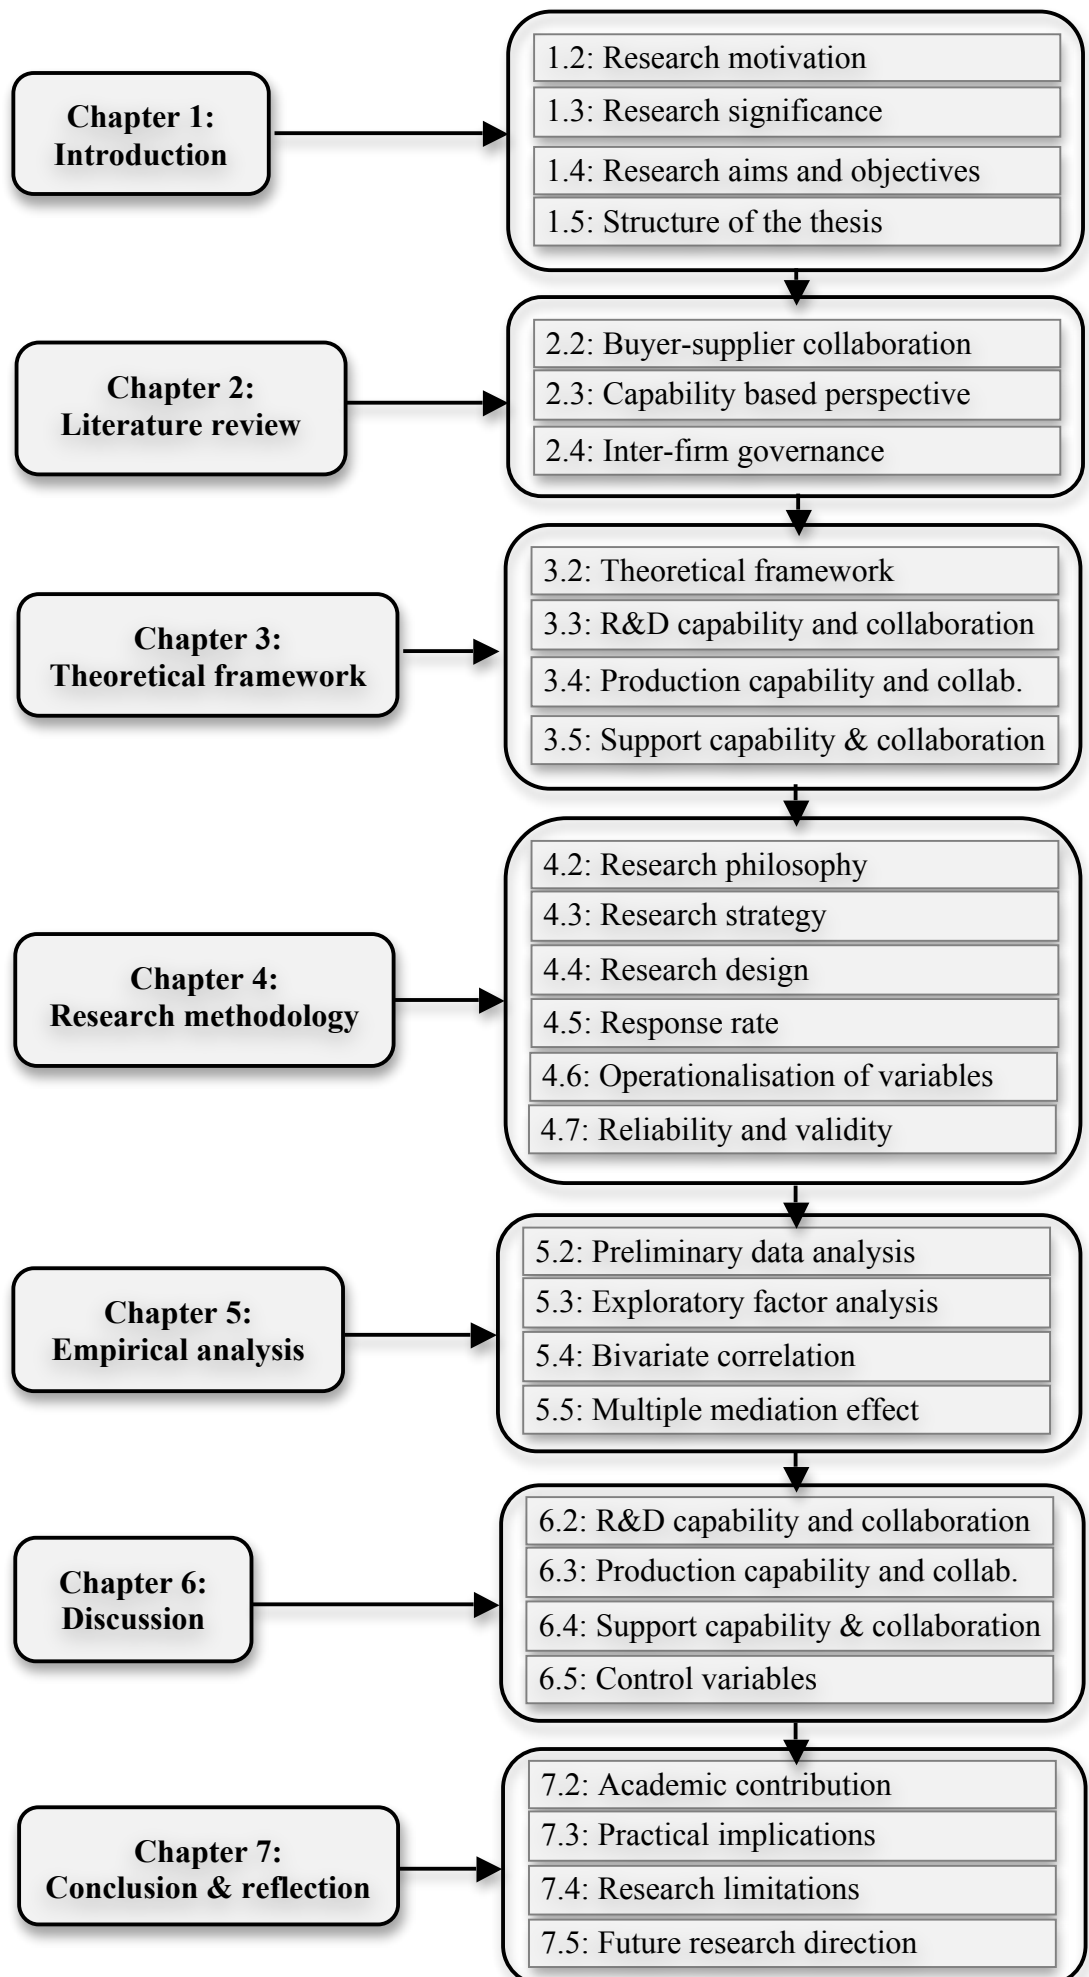 Chapter 1:
Introduction
1.2: Research motivation
1.3: Research significance
1.4: Research aims and objectives
1.5: Structure of the thesis
Chapter 2:
Literature review
2.2: Buyer-supplier collaboration
2.3: Capability based perspective
2.4: Inter-firm governance
Chapter 3:
Theoretical framework
3.2: Theoretical framework
3.3: R&D capability and collaboration
3.4: Production capability and collab.
3.5: Support capability & collaboration
Chapter 4:
Research methodology
4.2: Research philosophy
4.3: Research strategy
4.4: Research design
4.5: Response rate
4.6: Operationalisation of variables
4.7: Reliability and validity
Chapter 5:
Empirical analysis
5.2: Preliminary data analysis
5.3: Exploratory factor analysis
5.4: Bivariate correlation
5.5: Multiple mediation effect
Chapter 6:
Discussion
6.2: R&D capability and collaboration
6.3: Production capability and collab.
6.4: Support capability & collaboration
6.5: Control variables
Chapter 7:
Conclusion & reflection
7.2: Academic contribution
7.3: Practical implications
7.4: Research limitations
7.5: Future research direction